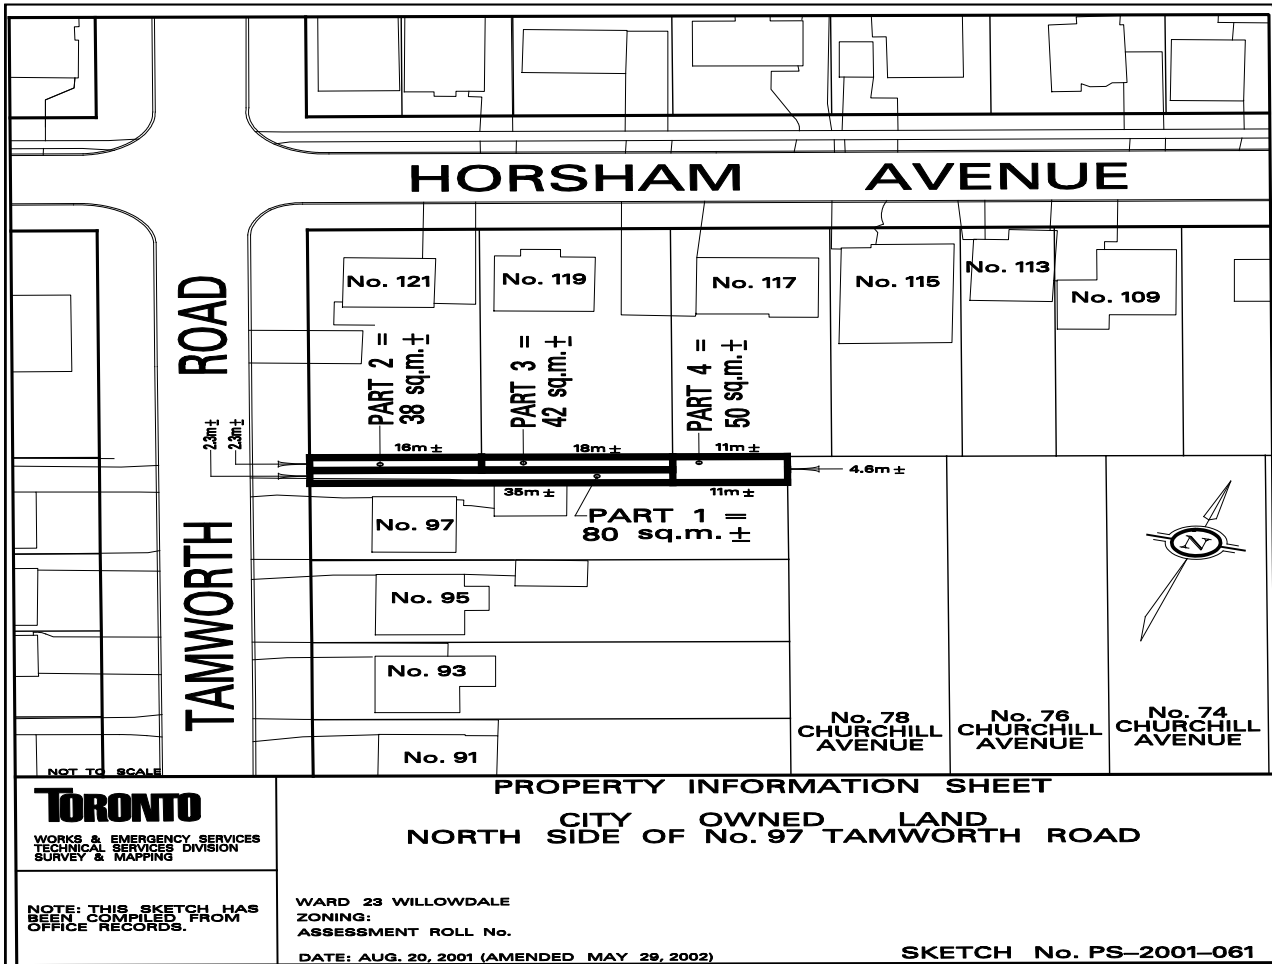 HORSHAM AVENUE
TAMWORTH ROAD
No. 121
No. 119
No. 117
No. 115
No. 113
No. 109
PART 2 =
38 sq.m. ±
PART 3 =
42 sq.m. ±
PART 4 =
50 sq.m. ±
2.3m ±
2.3m ±
16m ±
18m ±
11m ±
4.6m ±
35m ±
11m ±
PART 1 =
80 sq.m. ±
No. 97
No. 95
No. 93
No. 91
N
No. 78
CHURCHILL
AVENUE
No. 76
CHURCHILL
AVENUE
No. 74
CHURCHILL
AVENUE
NOT TO SCALE
TORONTO
WORKS & EMERGENCY SERVICES
TECHNICAL SERVICES DIVISION
SURVEY & MAPPING
NOTE: THIS SKETCH HAS
BEEN COMPILED FROM
OFFICE RECORDS.
PROPERTY INFORMATION SHEET
CITY OWNED LAND
NORTH SIDE OF No. 97 TAMWORTH ROAD
WARD 23 WILLOWDALE
ZONING:
ASSESSMENT ROLL No.
DATE: AUG. 20, 2001 (AMENDED MAY 29, 2002)
SKETCH No. PS–2001–061